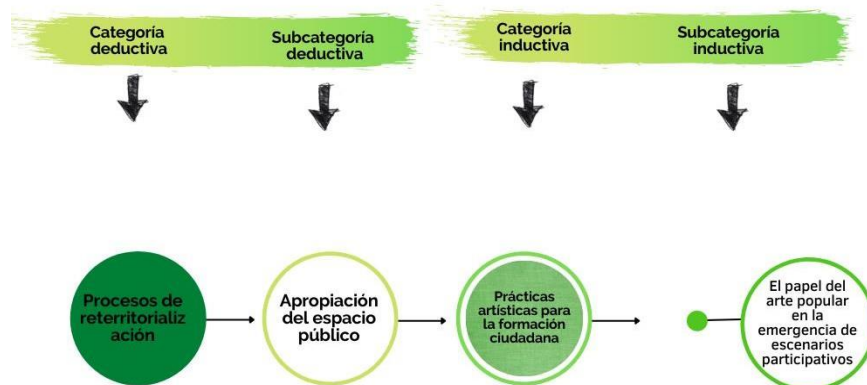 Categoría
deductiva
Subcategoría
deductiva
Categoría
inductiva
Subcategoría
inductiva
Procesos de
reterritorializ
ación
Apropiación
del espacio
público
Prácticas
artísticas para
la formación
ciudadana
El papel del
arte popular
en la
emergencia de
escenarios
participativos